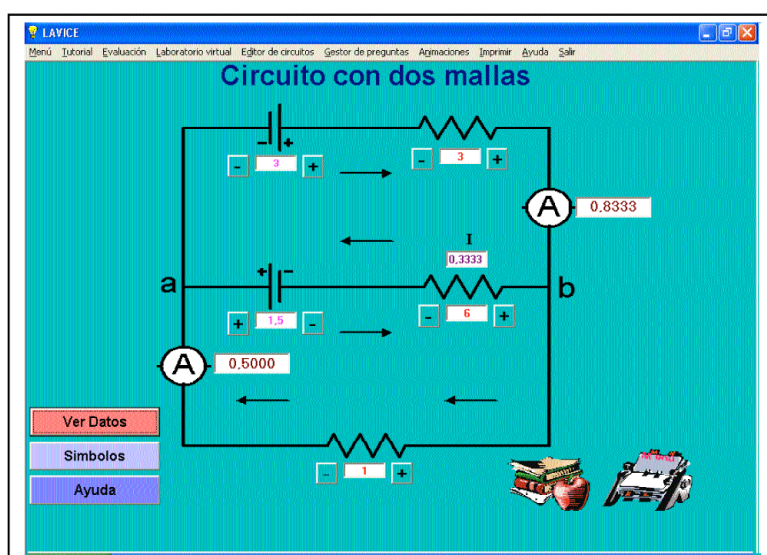 LAVICE
Menú Tutorial Evaluación Laboratorio virtual Editor de circuitos Gestor de preguntas Animaciones Imprimir Ayuda Salir
Circuito con dos mallas
- +
- 3 +
- 3 +
A 0,8333
I
0,3333
a
+ -
b
+ 1,5 -
- 6 +
A 0,5000
Ver Datos
Simbolos
Ayuda
- 1 +